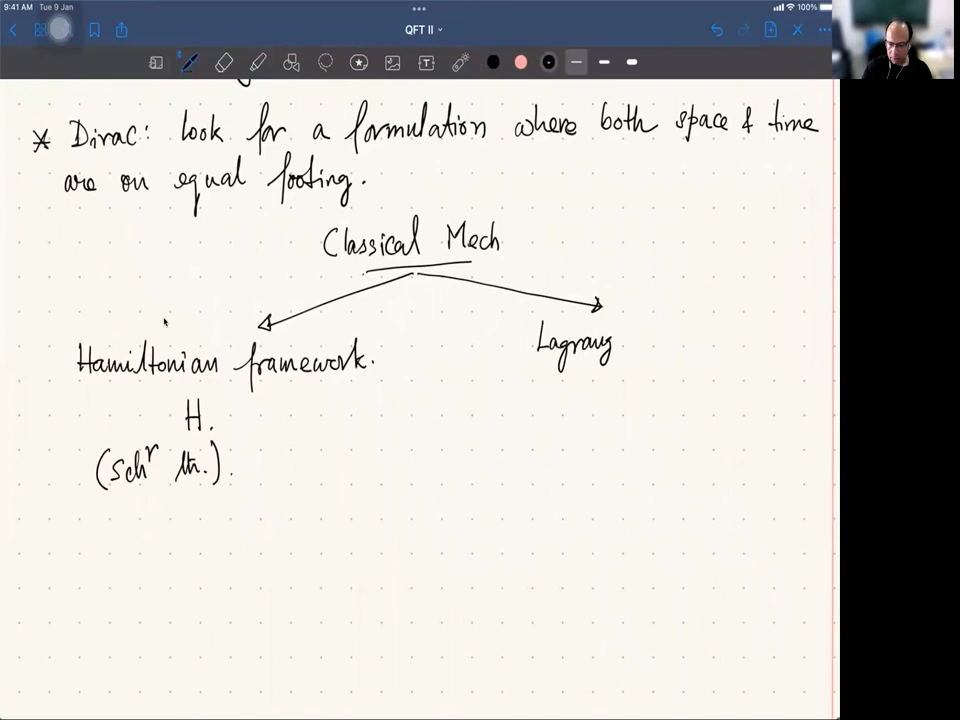 9:41 AM Tue 9 Jan
100%
QFT II
* Dirac: Look for a formulation where both space & time
are on equal footing.
Classical Mech
Hamiltonian framework.
Lagrang
H.
(Schr th.).